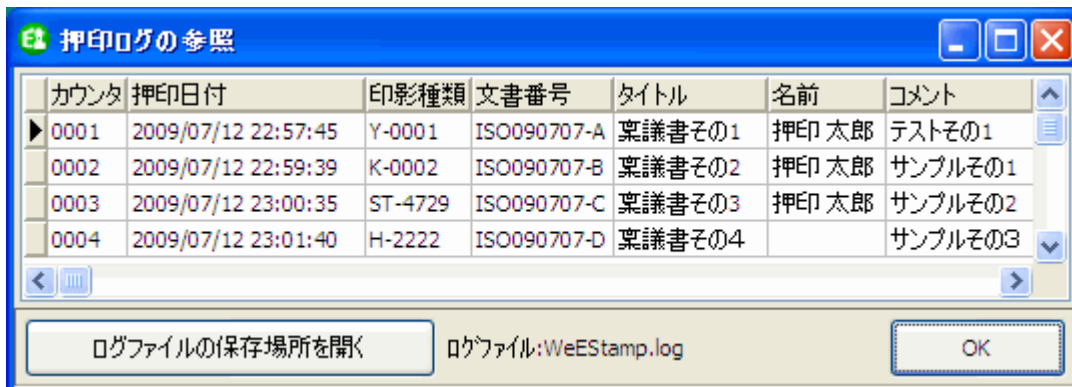 押印ログの参照
カウンタ 押印日付 印影種類 文書番号 タイトル 名前 コメント
0001 2009/07/12 22:57:45 Y-0001 ISO090707-A 稟議書その1 押印 太郎 テストその1
0002 2009/07/12 22:59:39 K-0002 ISO090707-B 稟議書その2 押印 太郎 サンプルその1
0003 2009/07/12 23:00:35 ST-4729 ISO090707-C 稟議書その3 押印 太郎 サンプルその2
0004 2009/07/12 23:01:40 H-2222 ISO090707-D 稟議書その4 サンプルその3
ログファイルの保存場所を開く ログファイル:WeEStamp.log OK